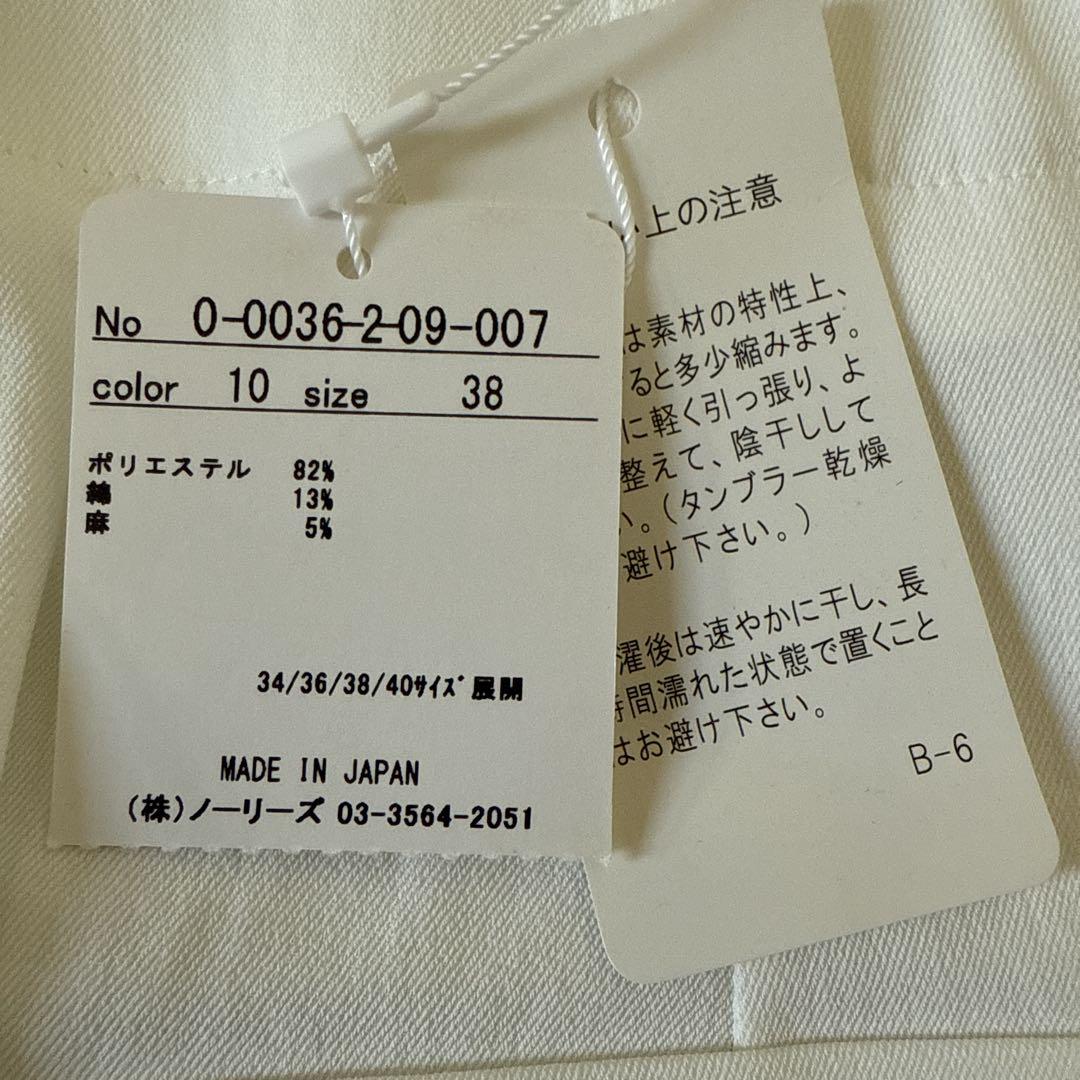 No 0-0036-2-09-007
color 10 size 38
ポリエステル 82%
綿 13%
麻 5%
34/36/38/40ｻｲｽﾞ展開
MADE IN JAPAN
(株)ノーリーズ 03-3564-2051
い上の注意
は素材の特性上、
ると多少縮みます。
に軽く引っ張り、よ
整えて、陰干しして
い。(タンブラー乾燥
避け下さい。)
濯後は速やかに干し、長
時間濡れた状態で置くこと
はお避け下さい。
B-6